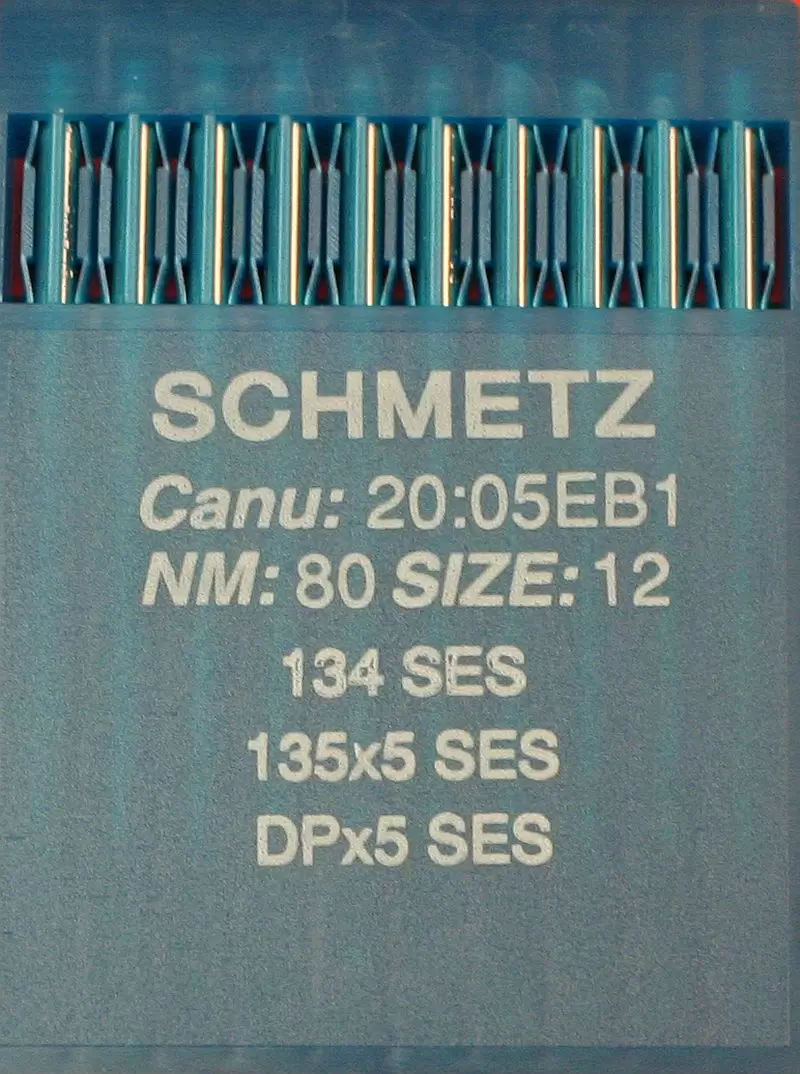 SCHMETZ
Canu: 20:05EB1
NM: 80 SIZE: 12
134 SES
135x5 SES
DPx5 SES